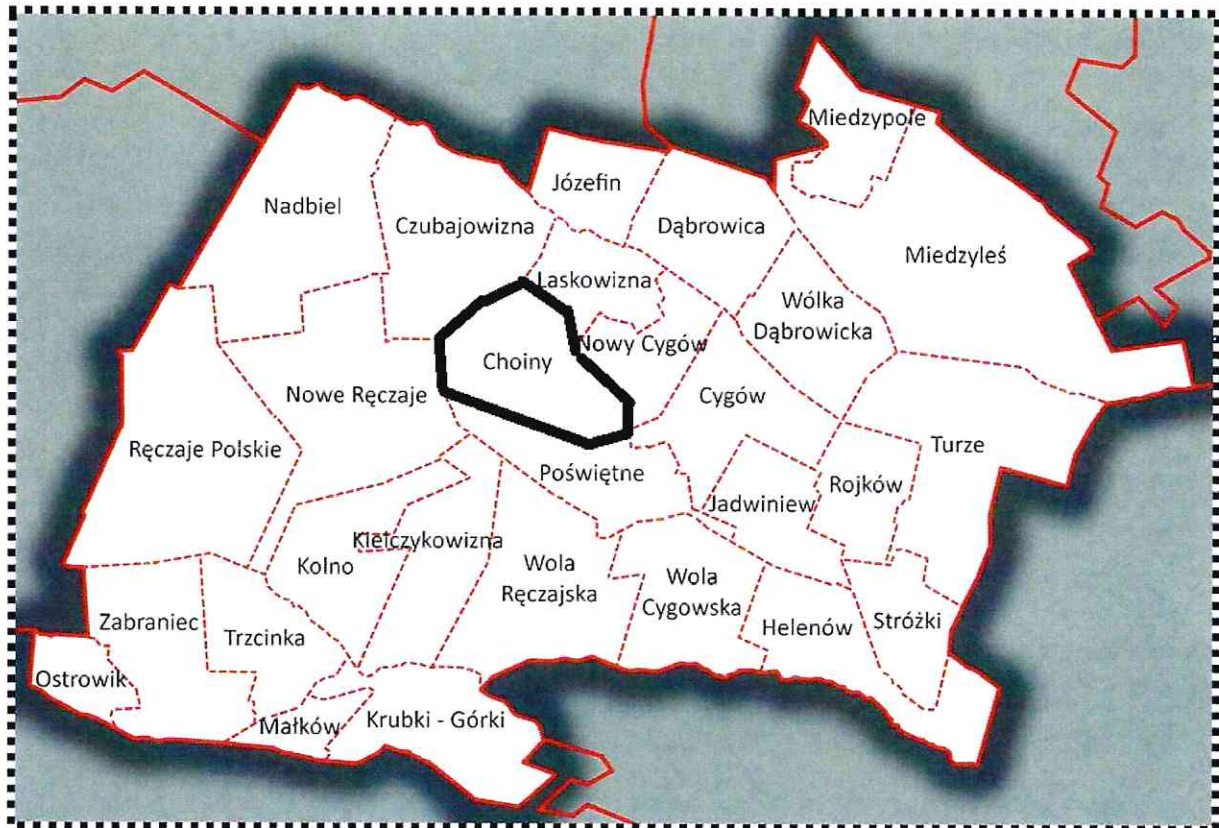 Miedzypole
Józefin
Nadbiel
Czubajowizna
Dąbrowica
Miedzyleś
Laskowizna
Wólka
Dąbrowicka
Nowy Cygów
Choiny
Nowe Ręczaje
Cygów
Ręczaje Polskie
Turze
Poświętne
Rojków
Jadwiniew
Kiełczykowizna
Kolno
Wola
Ręczajska
Wola
Cygowska
Zabraniec
Trzcinka
Helenów
Stróżki
Ostrowik
Małków
Krubki - Górki